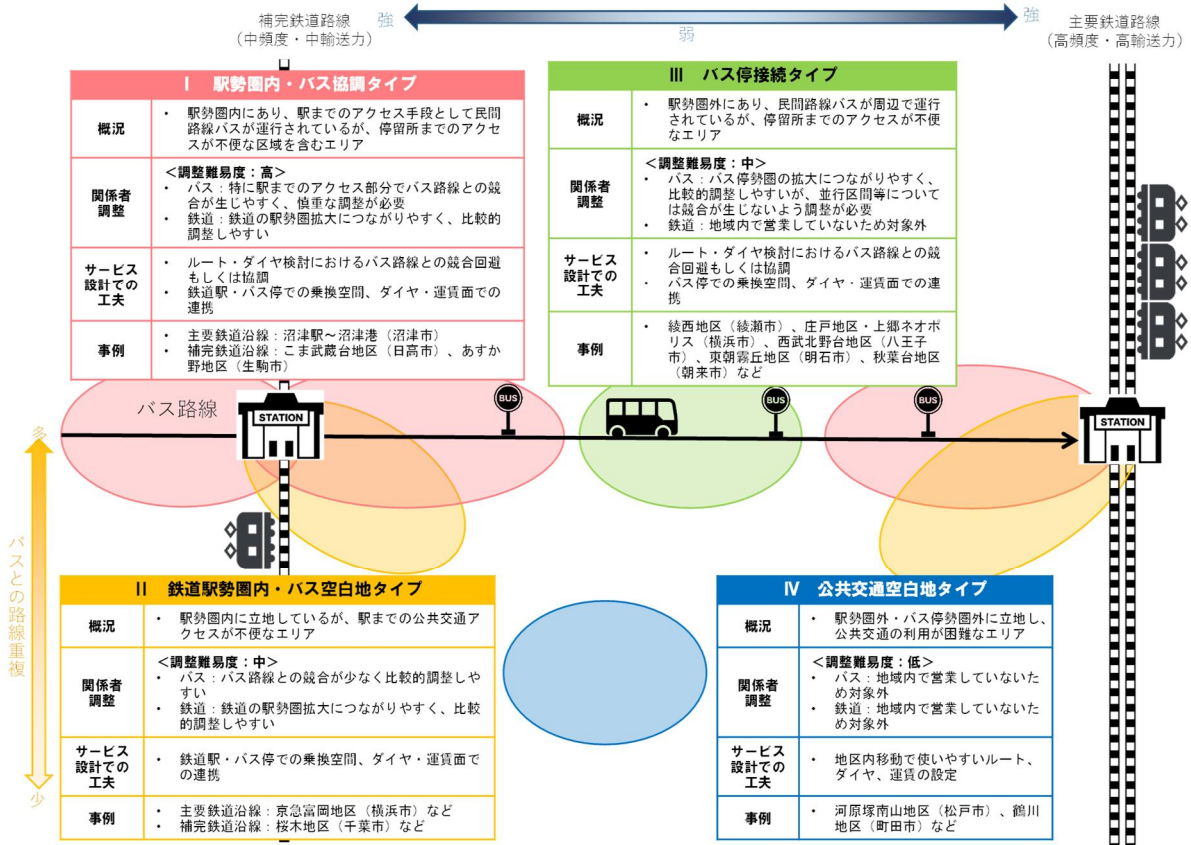 補完鉄道路線
(中頻度・中輸送力)
強
弱
強
主要鉄道路線
(高頻度・高輸送力)
Ⅰ 駅勢圏内・バス協調タイプ
概況
・ 駅勢圏内にあり、駅までのアクセス手段として民間
路線バスが運行されているが、停留所までのアクセ
スが不便な区域を含むエリア
関係者
調整
<調整難易度：高>
・ バス：特に駅までのアクセス部分でバス路線との競
合が生じやすく、慎重な調整が必要
・ 鉄道：鉄道の駅勢圏拡大につながりやすく、比較的
調整しやすい
サービス
設計での
工夫
・ ルート・ダイヤ検討におけるバス路線との競合回避
もしくは協調
・ 鉄道駅・バス停での乗換空間、ダイヤ・運賃面での
連携
事例
・ 主要鉄道沿線：沼津駅～沼津港（沼津市）
・ 補完鉄道沿線：こま武蔵台地区（日高市）、あすか
野地区（生駒市）
Ⅲ バス停接続タイプ
概況
・ 駅勢圏外にあり、民間路線バスが周辺で運行
されているが、停留所までのアクセスが不便
なエリア
関係者
調整
<調整難易度：中>
・ バス：バス停勢圏の拡大につながりやすく、
比較的調整しやすいが、並行区間等について
は競合が生じないよう調整が必要
・ 鉄道：地域内で営業していないため対象外
サービス
設計での
工夫
・ ルート・ダイヤ検討におけるバス路線との競
合回避もしくは協調
・ バス停での乗換空間、ダイヤ・運賃面での連
携
事例
・ 綾西地区（綾瀬市）、庄戸地区・上郷ネオポ
リス（横浜市）、西武北野台地区（八王子
市）、東朝霧丘地区（明石市）、秋葉台地区
（朝来市）など
バス路線
STATION
BUS
BUS
BUS
STATION
多
バスとの路線重複
少
Ⅱ 鉄道駅勢圏内・バス空白地タイプ
概況
・ 駅勢圏内に立地しているが、駅までの公共交通ア
クセスが不便なエリア
関係者
調整
<調整難易度：中>
・ バス：バス路線との競合が少なく比較的調整しや
すい
・ 鉄道：鉄道の駅勢圏拡大につながりやすく、比較
的調整しやすい
サービス
設計での
工夫
・ 鉄道駅・バス停での乗換空間、ダイヤ・運賃面で
の連携
事例
・ 主要鉄道沿線：京急富岡地区（横浜市）など
・ 補完鉄道沿線：桜木地区（千葉市）など
Ⅳ 公共交通空白地タイプ
概況
・ 駅勢圏外・バス停勢圏外に立地し、
公共交通の利用が困難なエリア
関係者
調整
<調整難易度：低>
・ バス：地域内で営業していないた
め対象外
・ 鉄道：地域内で営業していないた
め対象外
サービス
設計での
工夫
・ 地区内移動で使いやすいルート、
ダイヤ、運賃の設定
事例
・ 河原塚南山地区（松戸市）、鶴川
地区（町田市）など